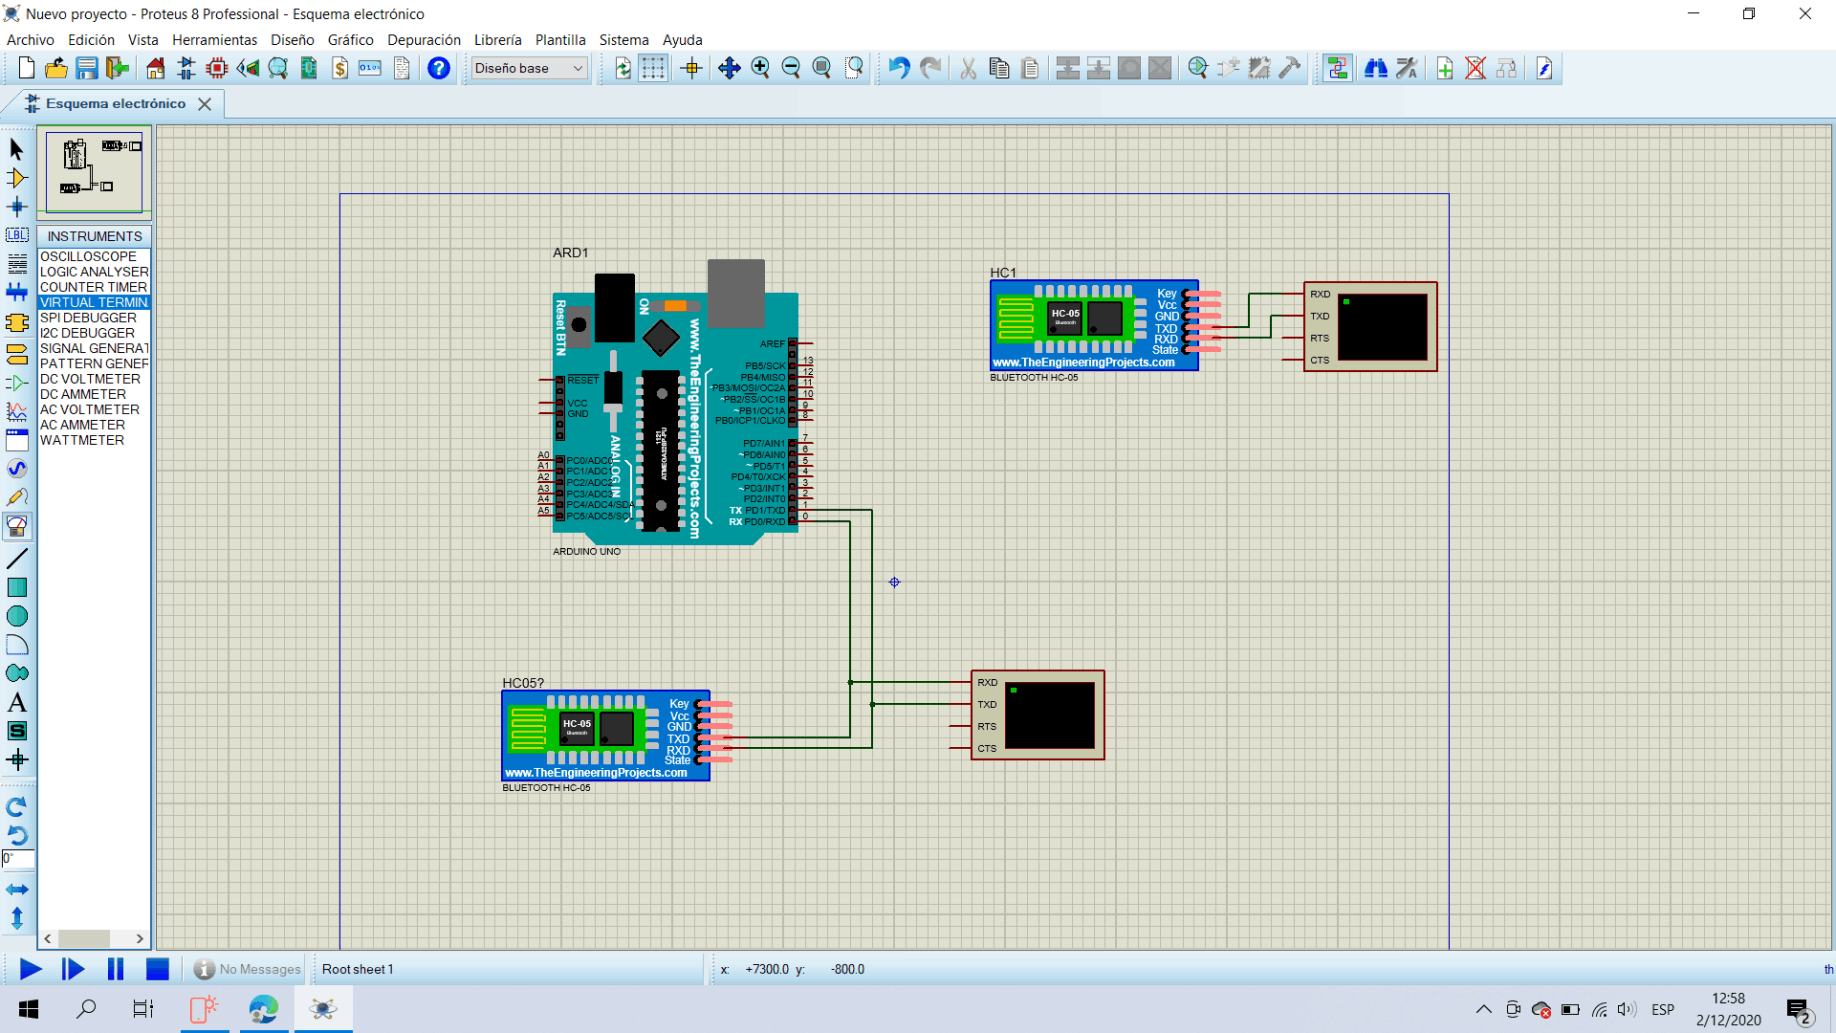 Nuevo proyecto - Proteus 8 Professional - Esquema electrónico
Archivo Edición Vista Herramientas Diseño Gráfico Depuración Librería Plantilla Sistema Ayuda
Diseño base
Esquema electrónico
INSTRUMENTS
OSCILLOSCOPE
LOGIC ANALYSER
COUNTER TIMER
VIRTUAL TERMIN
SPI DEBUGGER
I2C DEBUGGER
SIGNAL GENERAT
PATTERN GENER
DC VOLTMETER
DC AMMETER
AC VOLTMETER
AC AMMETER
WATTMETER
LBL
A
S
0°
ARD1
Reset BTN
ON
www.TheEngineeringProjects.com
1121
ATMEGA328P-PU
ANALOG IN
RESET
VCC
GND
A0 PC0/ADC0
A1 PC1/ADC1
A2 PC2/ADC2
A3 PC3/ADC3
A4 PC4/ADC4/SDA
A5 PC5/ADC5/SCL
AREF
PB5/SCK 13
PB4/MISO 12
~PB3/MOSI/OC2A 11
~PB2/SS/OC1B 10
~PB1/OC1A 9
PB0/ICP1/CLKO 8
PD7/AIN1 7
~PD6/AIN0 6
~PD5/T1 5
PD4/T0/XCK 4
~PD3/INT1 3
PD2/INT0 2
TX PD1/TXD 1
RX PD0/RXD 0
ARDUINO UNO
HC1
HC-05
Bluetooth
Key
Vcc
GND
TXD
RXD
State
www.TheEngineeringProjects.com
BLUETOOTH HC-05
RXD
TXD
RTS
CTS
HC05?
HC-05
Bluetooth
Key
Vcc
GND
TXD
RXD
State
www.TheEngineeringProjects.com
BLUETOOTH HC-05
RXD
TXD
RTS
CTS
No Messages
Root sheet 1
x: +7300.0 y: -800.0
th
ESP
12:58
2/12/2020
2